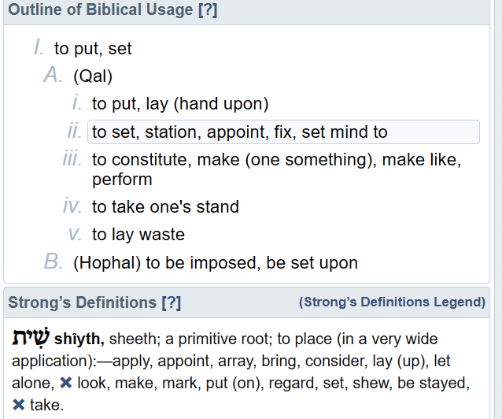 Outline of Biblical Usage [?]
I. to put, set
A. (Qal)
i. to put, lay (hand upon)
ii. to set, station, appoint, fix, set mind to
iii. to constitute, make (one something), make like,
perform
iv. to take one's stand
v. to lay waste
B. (Hophal) to be imposed, be set upon
Strong's Definitions [?] (Strong's Definitions Legend)
שִׁית shîyth, sheeth; a primitive root; to place (in a very wide
application):—apply, appoint, array, bring, consider, lay (up), let
alone, ✖ look, make, mark, put (on), regard, set, shew, be stayed,
✖ take.